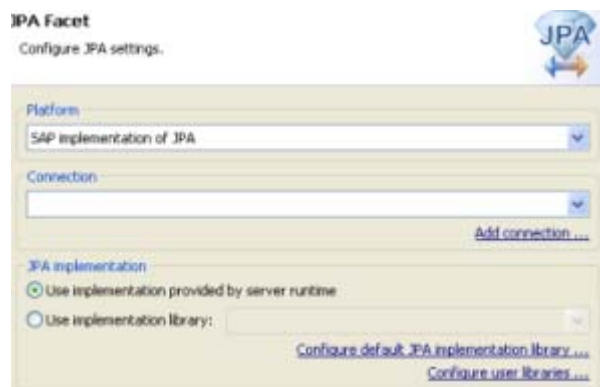 JPA Facet
Configure JPA settings.
JPA
Platform
SAP implementation of JPA
Connection
Add connection ...
JPA implementation
Use implementation provided by server runtime
Use implementation library:
Configure default JPA implementation library ...
Configure user libraries ...